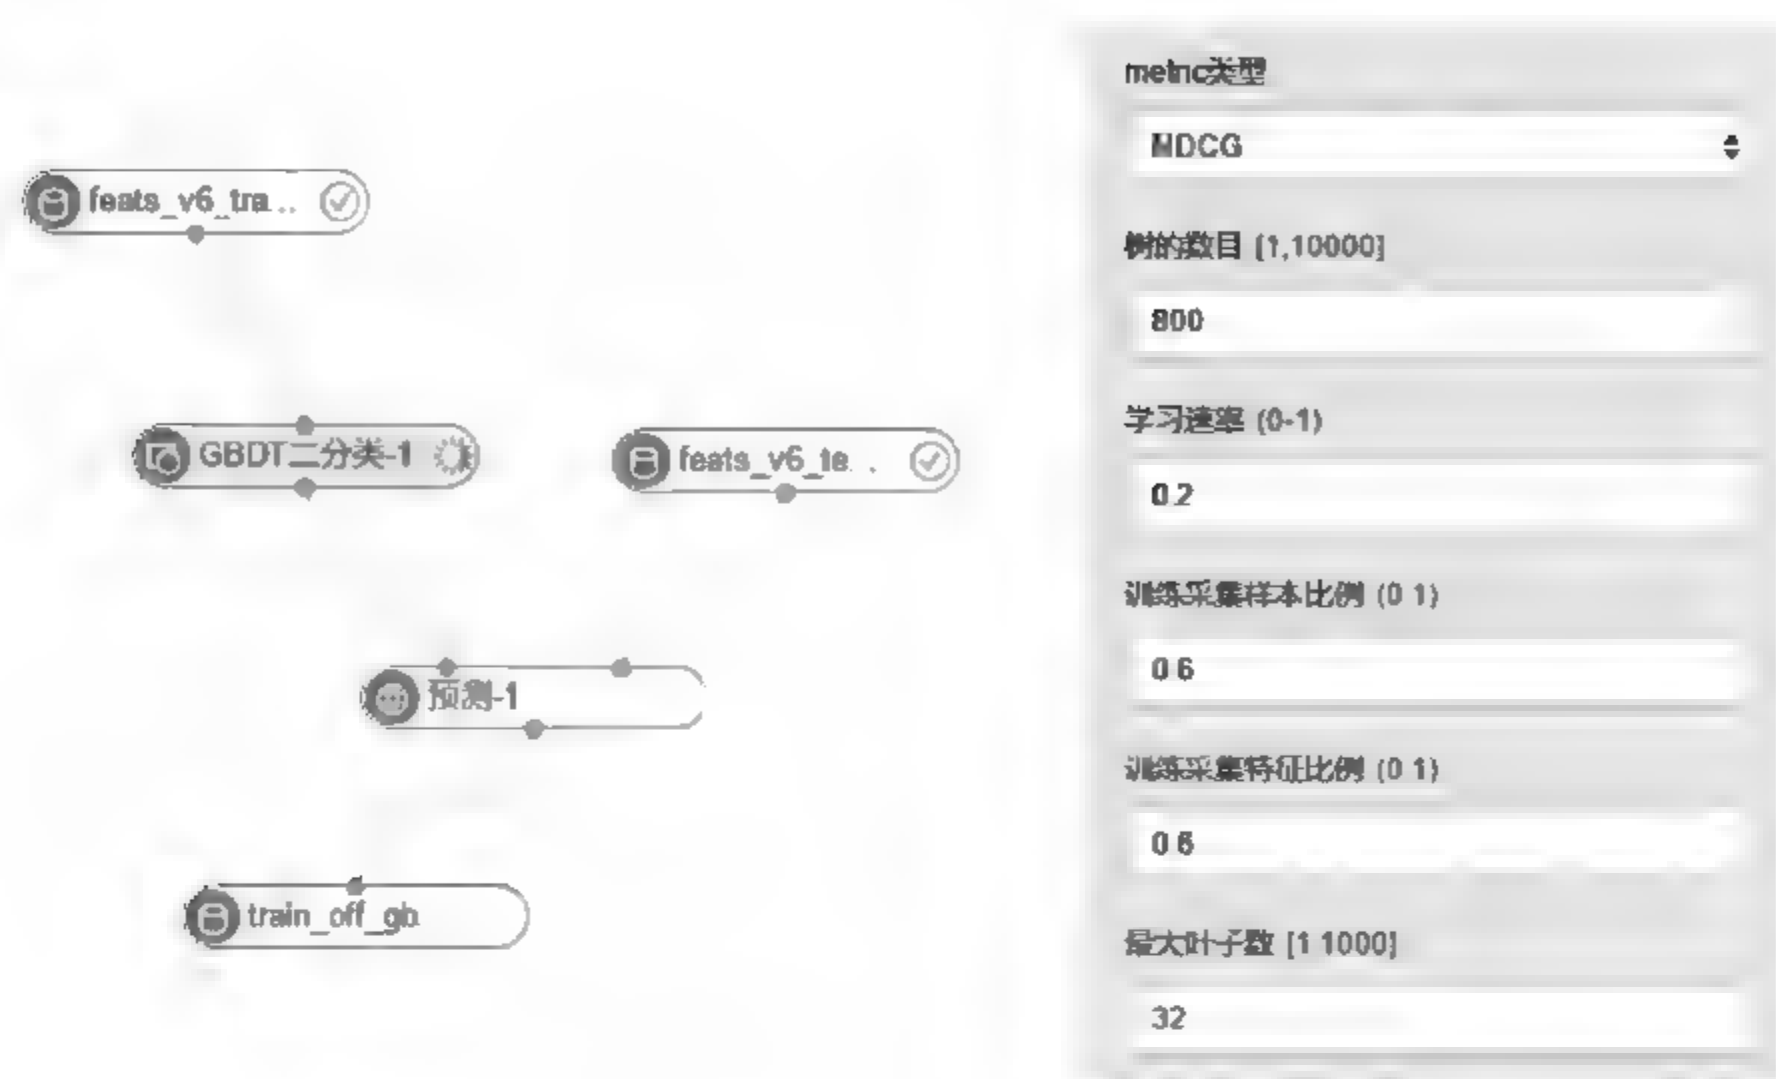 feats_v6_tra...
GBDT二分类-1
feats_v6_te...
预测-1
train_off_gb
metric类型
NDCG
树的数目 [1,10000]
800
学习速率 (0-1)
0.2
训练采集样本比例 (0 1)
0.6
训练采集特征比例 (0 1)
0.6
最大叶子数 [1 1000]
32